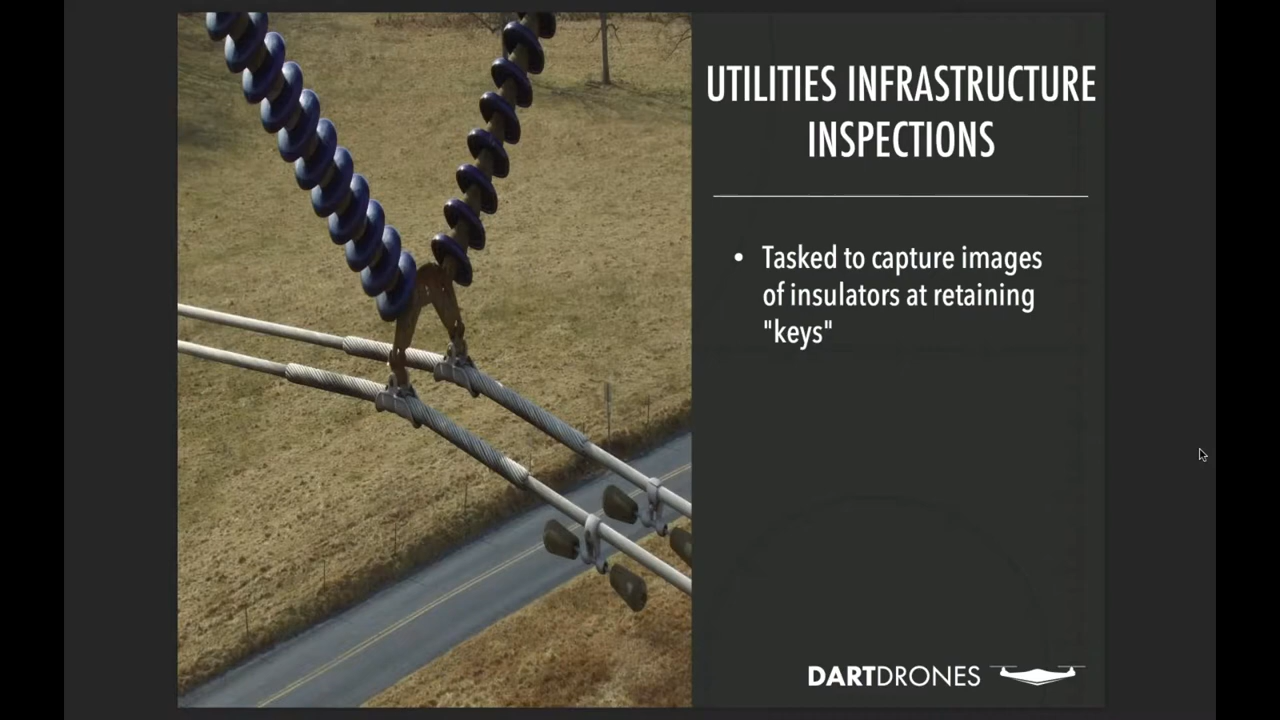 UTILITIES INFRASTRUCTURE
INSPECTIONS
• Tasked to capture images
of insulators at retaining
"keys"
DARTDRONES